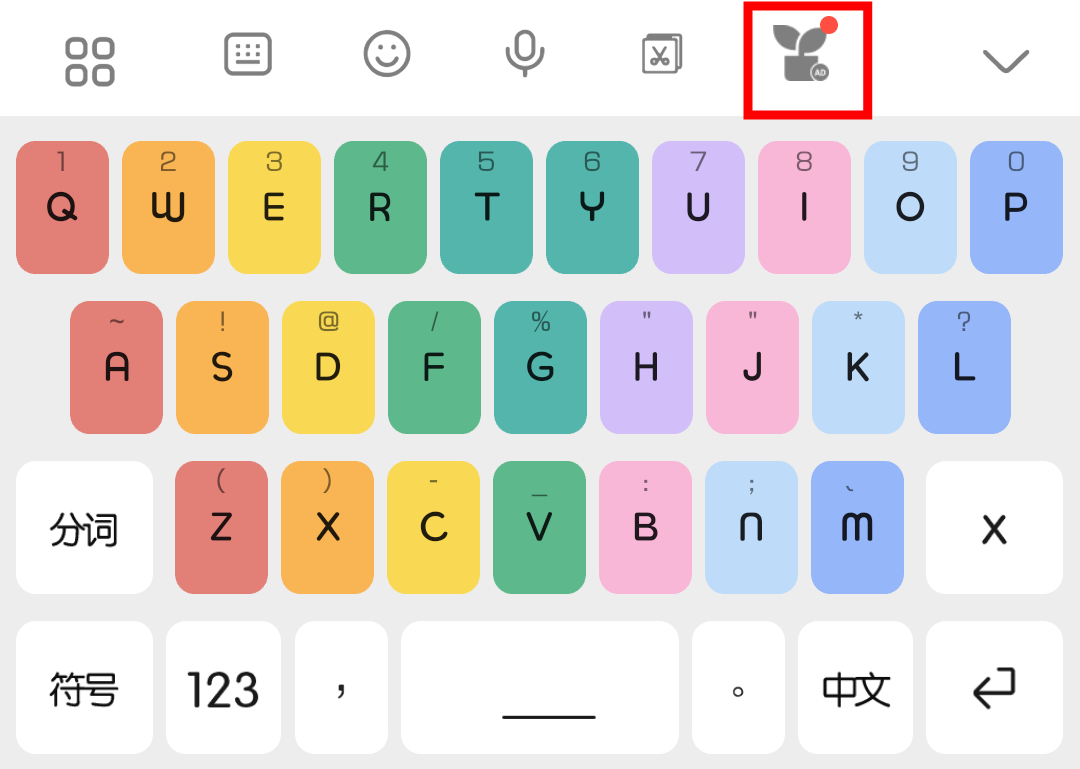 AD
1 2 3 4 5 6 7 8 9 0
Q W E R T Y U I O P
~ ! @ / % " " * ?
A S D F G H J K L
( ) - _ : ; 、
分词 Z X C V B N M X
符号 123 , 。 中文